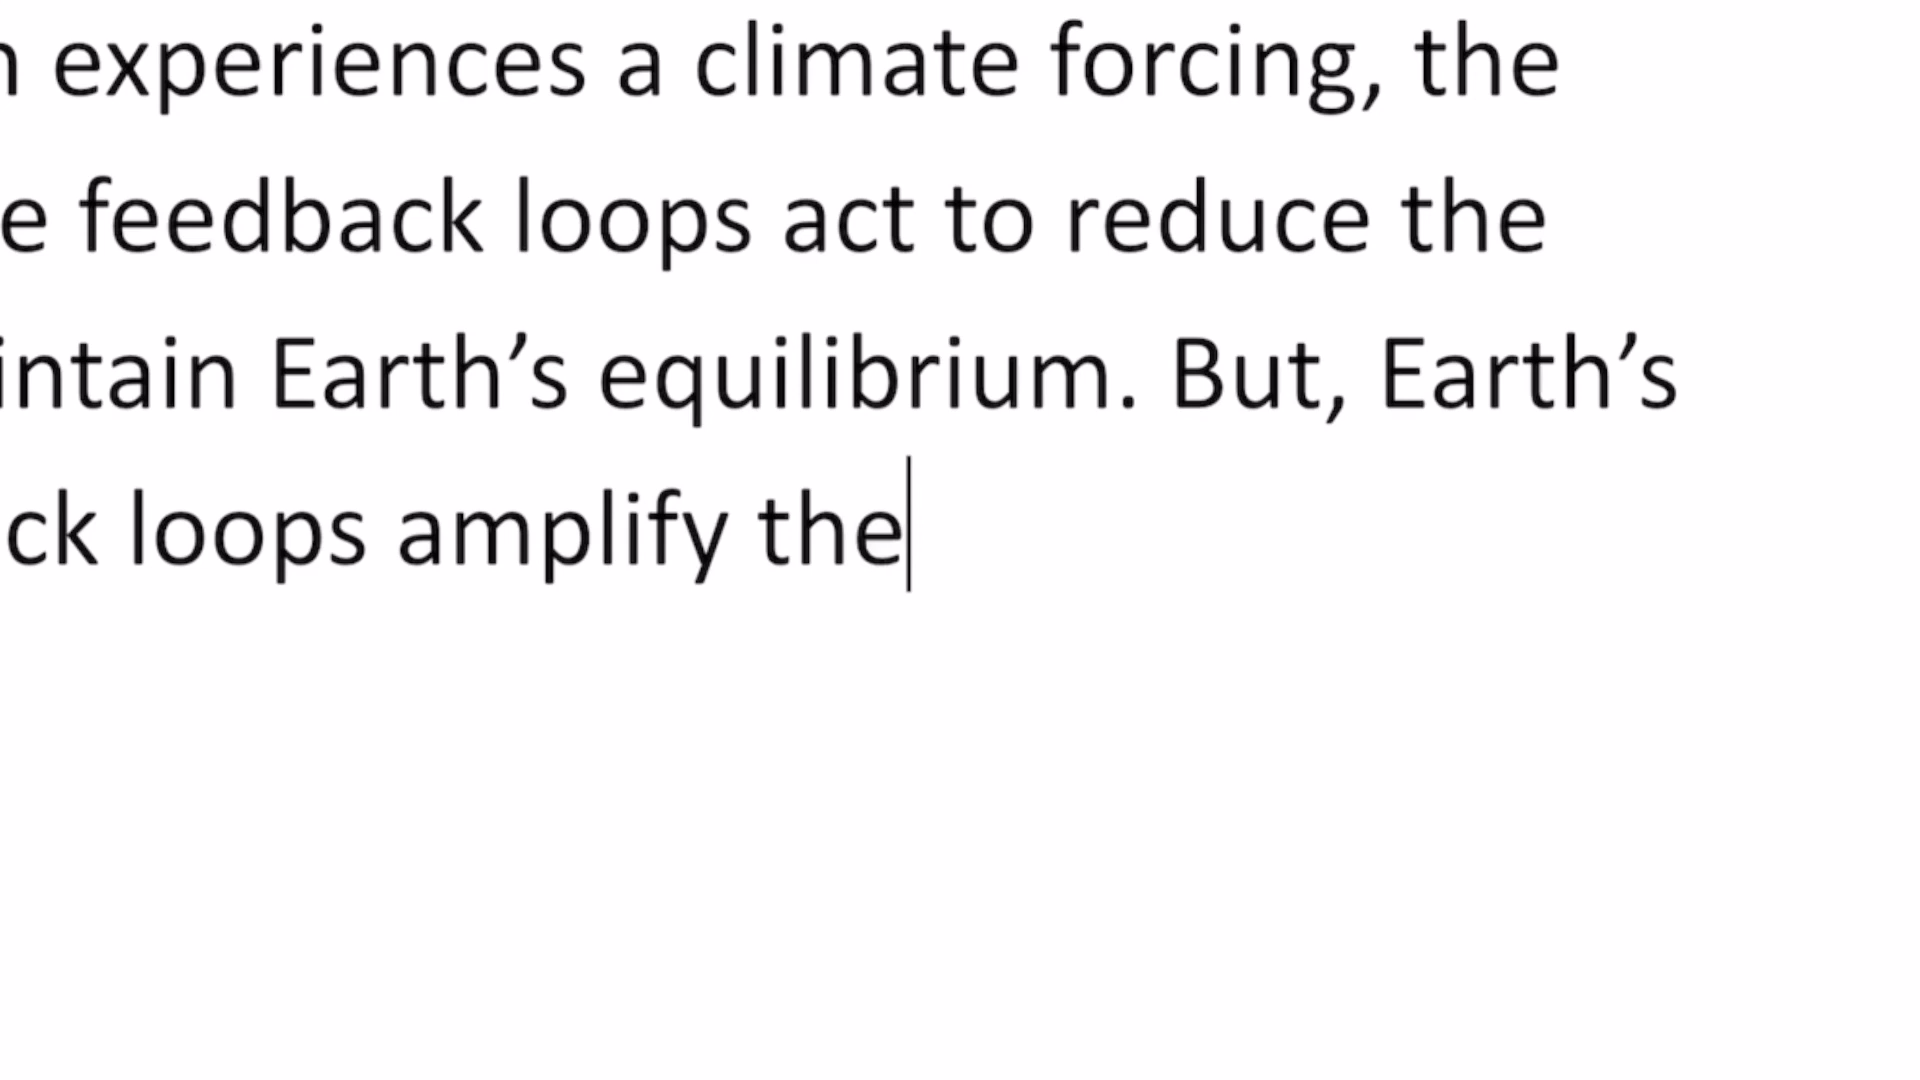 experiences a climate forcing, the
feedback loops act to reduce the
intain Earth’s equilibrium. But, Earth’s
ck loops amplify the